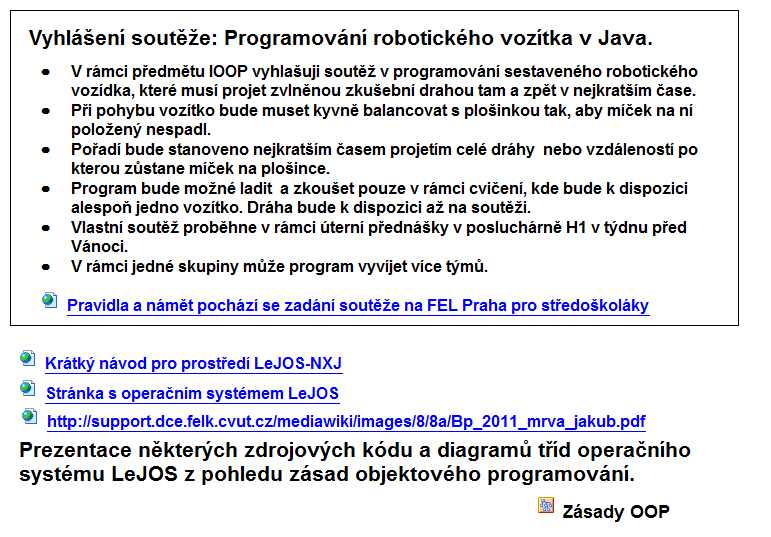 Vyhlášení soutěže: Programování robotického vozítka v Java.
• V rámci předmětu IOOP vyhlašuji soutěž v programování sestaveného robotického
vozídka, které musí projet zvlněnou zkušební drahou tam a zpět v nejkratším čase.
• Při pohybu vozítko bude muset kyvně balancovat s plošinkou tak, aby míček na ní
položený nespadl.
• Pořadí bude stanoveno nejkratším časem projetím celé dráhy nebo vzdáleností po
kterou zůstane míček na plošince.
• Program bude možné ladit a zkoušet pouze v rámci cvičení, kde bude k dispozici
alespoň jedno vozítko. Dráha bude k dispozici až na soutěži.
• Vlastní soutěž proběhne v rámci úterní přednášky v posluchárně H1 v týdnu před
Vánoci.
• V rámci jedné skupiny může program vyvíjet více týmů.
Pravidla a námět pochází se zadání soutěže na FEL Praha pro středoškoláky
Krátký návod pro prostředí LeJOS-NXJ
Stránka s operačním systémem LeJOS
http://support.dce.felk.cvut.cz/mediawiki/images/8/8a/Bp_2011_mrva_jakub.pdf
Prezentace některých zdrojových kódu a diagramů tříd operačního
systému LeJOS z pohledu zásad objektového programování.
Zásady OOP